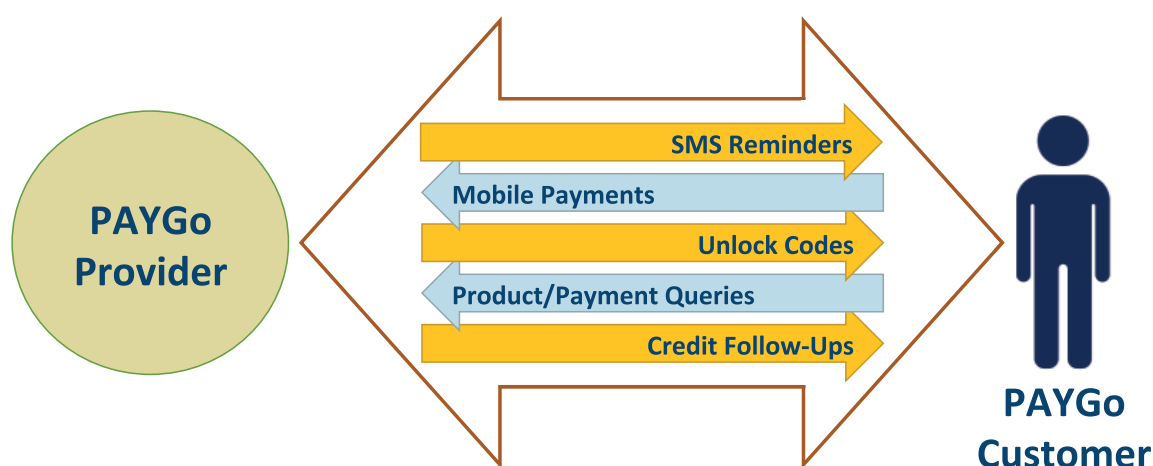 PAYGo
Provider
SMS Reminders
Mobile Payments
Unlock Codes
Product/Payment Queries
Credit Follow-Ups
PAYGo
Customer